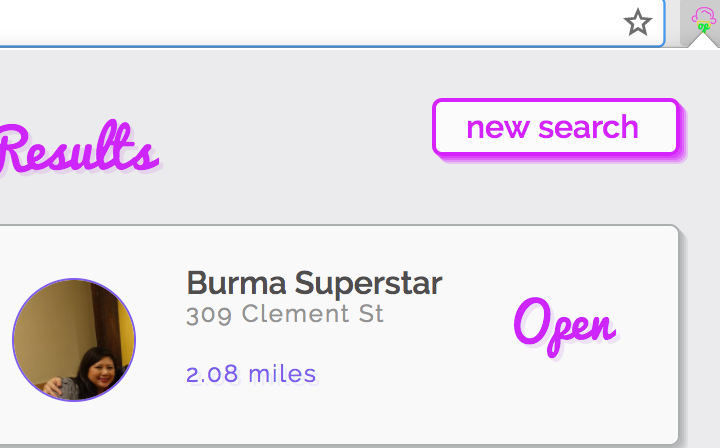 Results
new search
Burma Superstar
309 Clement St
2.08 miles
Open